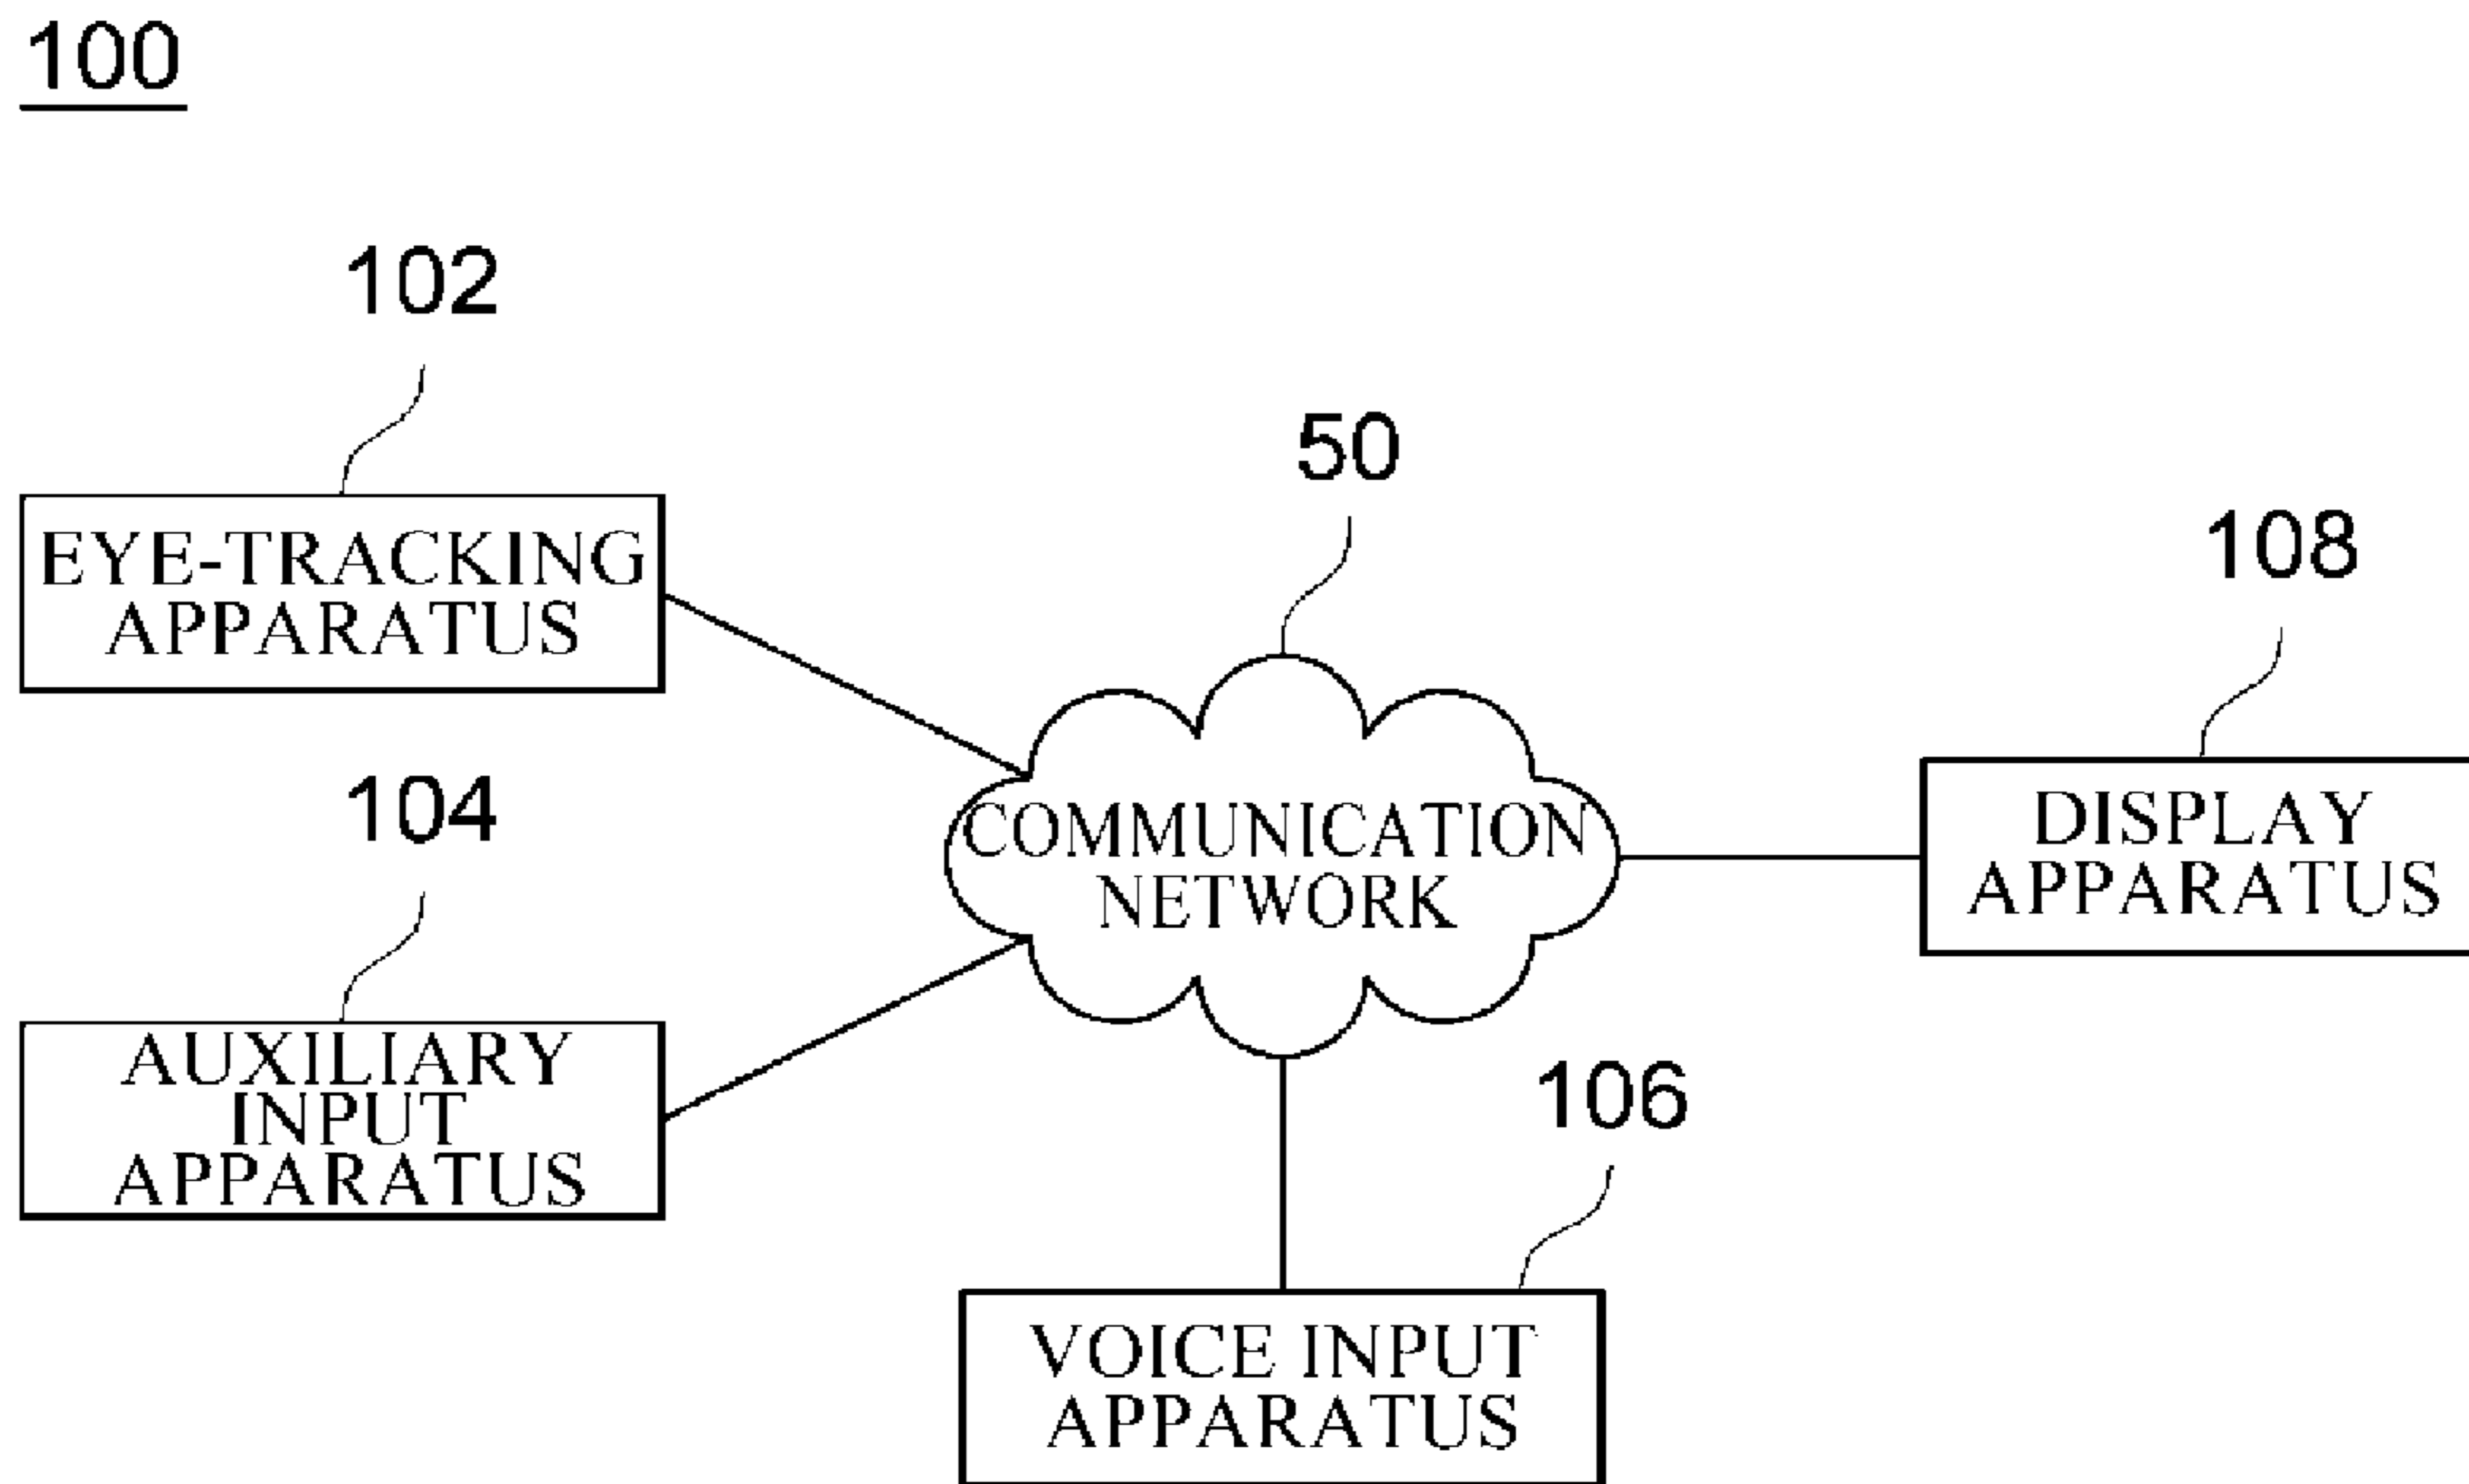 100
102
EYE-TRACKING
APPARATUS
50
108
COMMUNICATION
NETWORK
DISPLAY
APPARATUS
104
AUXILIARY
INPUT
APPARATUS
106
VOICE INPUT
APPARATUS